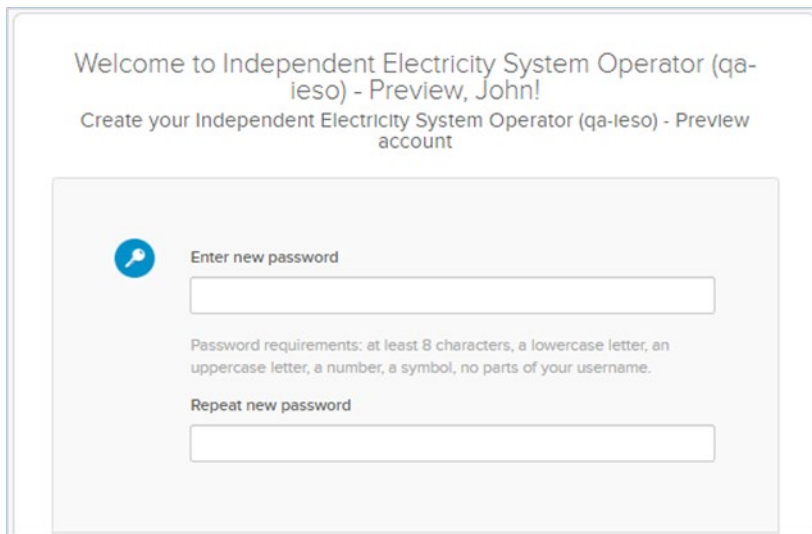 Welcome to Independent Electricity System Operator (qa-
ieso) - Preview, John!
Create your Independent Electricity System Operator (qa-ieso) - Preview
account
Enter new password
Password requirements: at least 8 characters, a lowercase letter, an
uppercase letter, a number, a symbol, no parts of your username.
Repeat new password